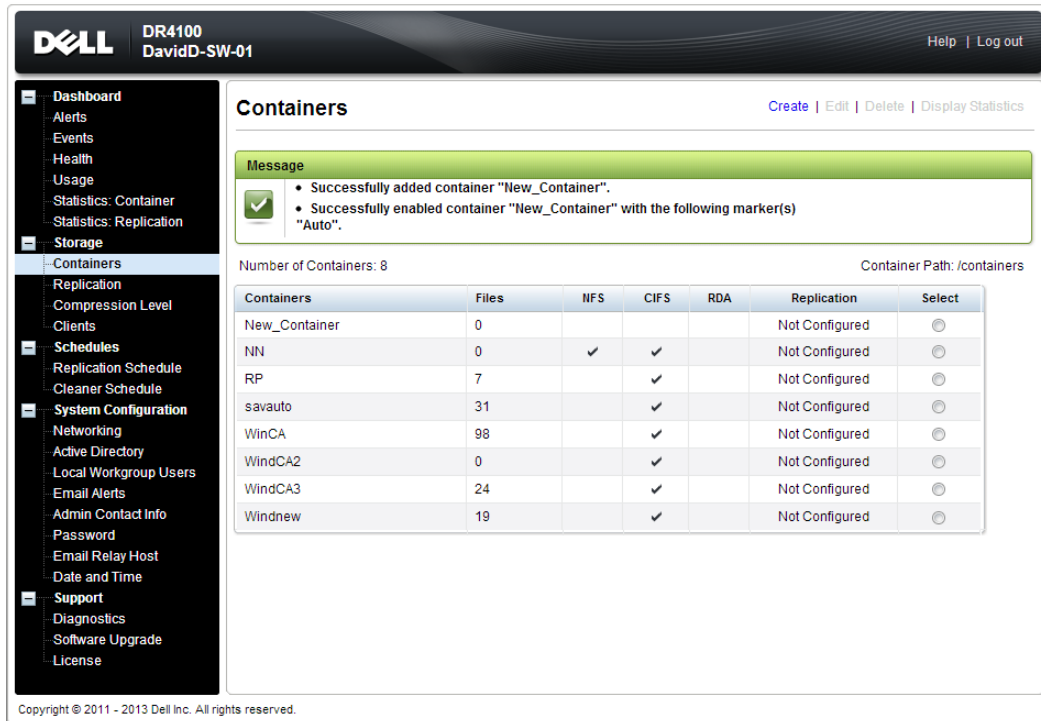 DELL
DR4100
DavidD-SW-01
Help | Log out
Dashboard
Alerts
Events
Health
Usage
Statistics: Container
Statistics: Replication
Storage
Containers
Replication
Compression Level
Clients
Schedules
Replication Schedule
Cleaner Schedule
System Configuration
Networking
Active Directory
Local Workgroup Users
Email Alerts
Admin Contact Info
Password
Email Relay Host
Date and Time
Support
Diagnostics
Software Upgrade
License
Containers
Create | Edit | Delete | Display Statistics
Message
• Successfully added container "New_Container".
• Successfully enabled container "New_Container" with the following marker(s)
"Auto".
Number of Containers: 8
Container Path: /containers
Containers Files NFS CIFS RDA Replication Select
New_Container 0 Not Configured
NN 0 ✔ ✔ Not Configured
RP 7 ✔ Not Configured
savauto 31 ✔ Not Configured
WinCA 98 ✔ Not Configured
WindCA2 0 ✔ Not Configured
WindCA3 24 ✔ Not Configured
Windnew 19 ✔ Not Configured
Copyright © 2011 - 2013 Dell Inc. All rights reserved.